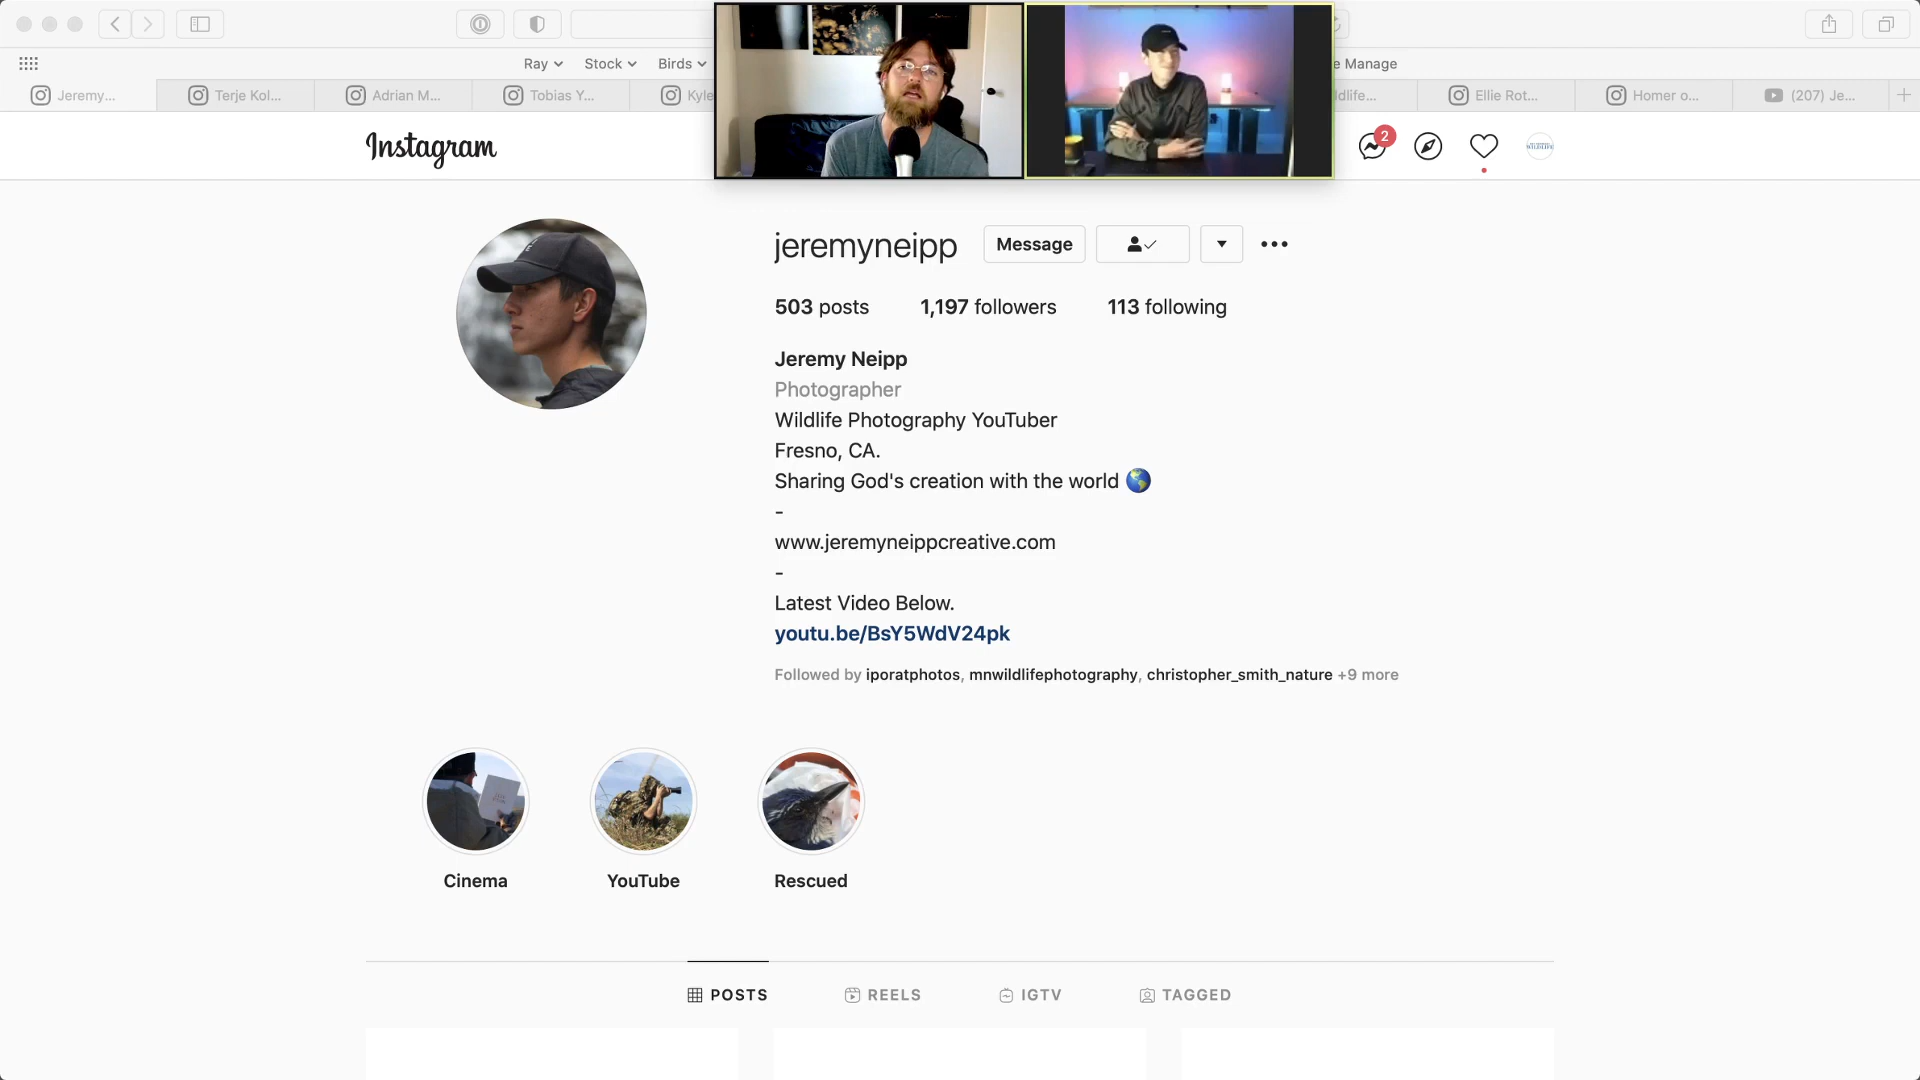 Ray Stock Birds
e Manage
Jeremy... Terje Kol... Adrian M... Tobias Y... Kyle
ldlife... Ellie Rot... Homer o... (207) Je...
Instagram
2
jeremyneipp Message
503 posts 1,197 followers 113 following
Jeremy Neipp
Photographer
Wildlife Photography YouTuber
Fresno, CA.
Sharing God's creation with the world
-
www.jeremyneippcreative.com
-
Latest Video Below.
youtu.be/BsY5WdV24pk
Followed by iporatphotos, mnwildlifephotography, christopher_smith_nature +9 more
Cinema YouTube Rescued
POSTS REELS IGTV TAGGED